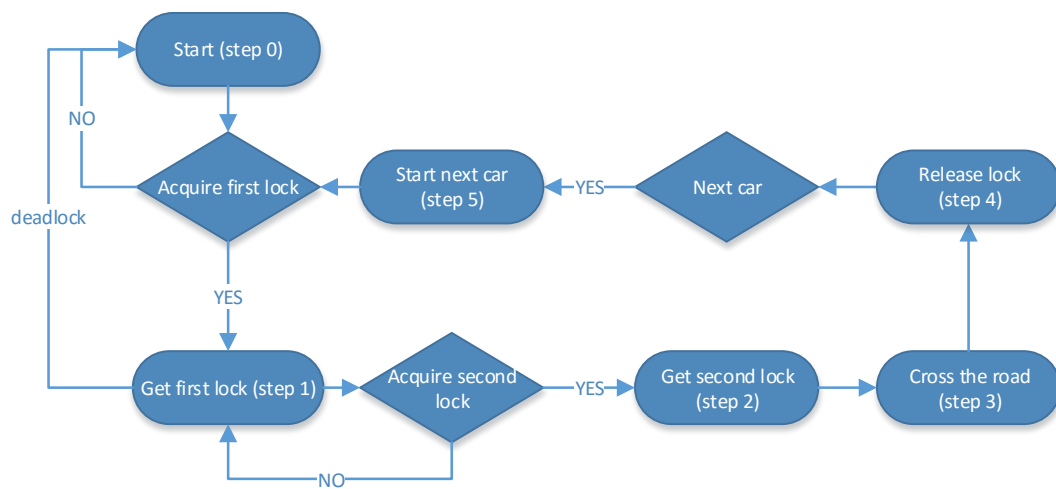 Start (step 0)
NO
Acquire first lock
Start next car
(step 5)
YES
Next car
Release lock
(step 4)
deadlock
YES
Get first lock (step 1)
Acquire second
lock
YES
Get second lock
(step 2)
Cross the road
(step 3)
NO